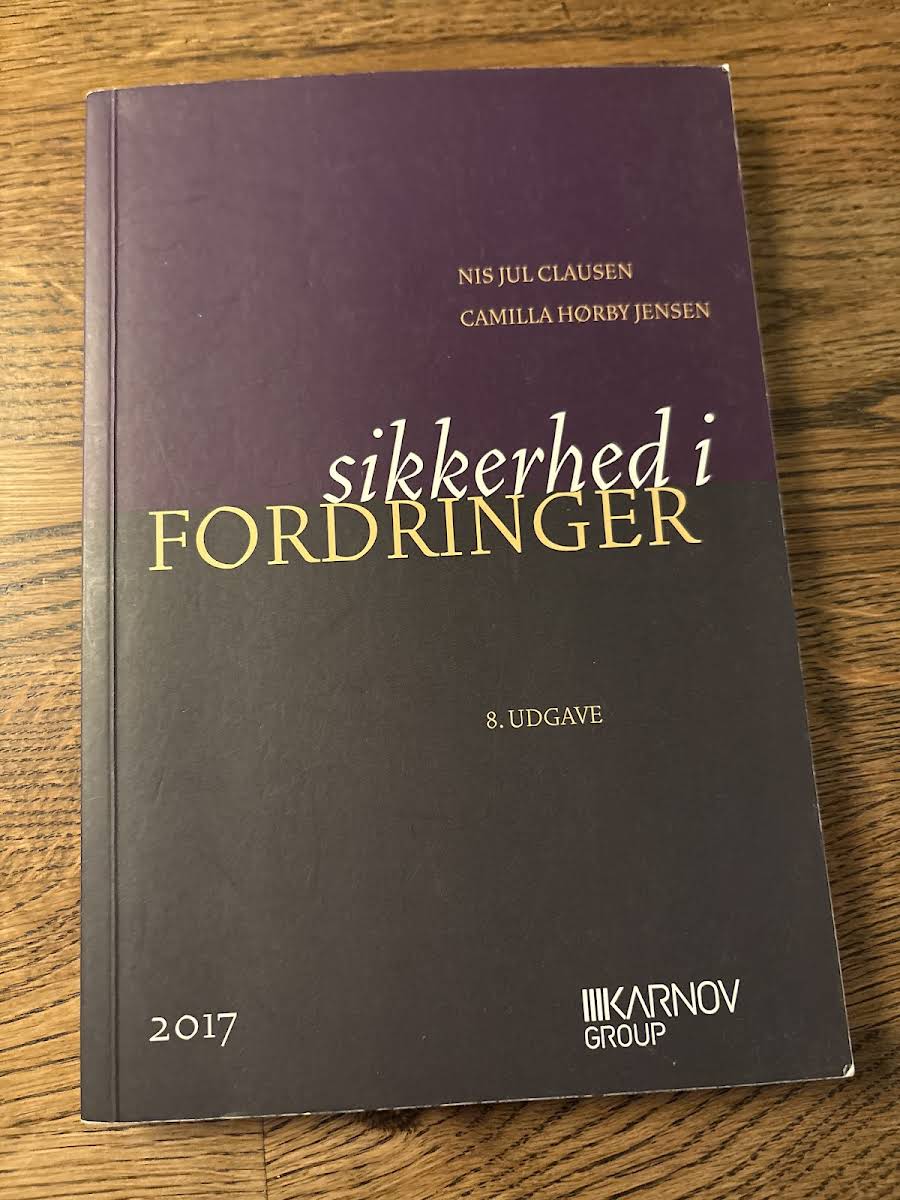 NIS JUL CLAUSEN
CAMILLA HØRBY JENSEN
sikkerhed i
FORDRINGER
8. UDGAVE
2017
KARNOV
GROUP